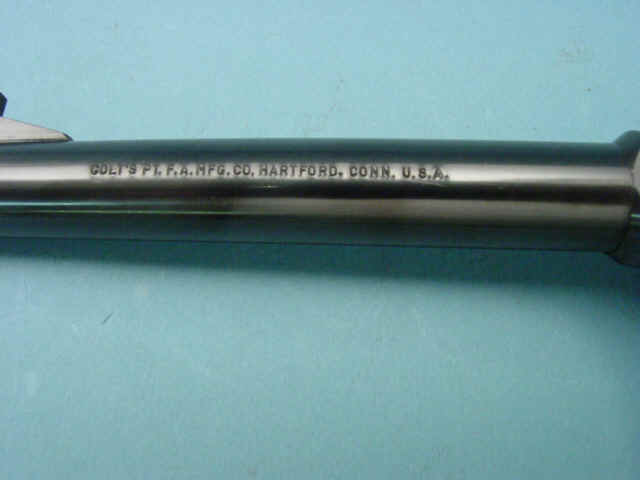 COLT'S PT. F.A. MFG. CO. HARTFORD, CONN. U.S.A.